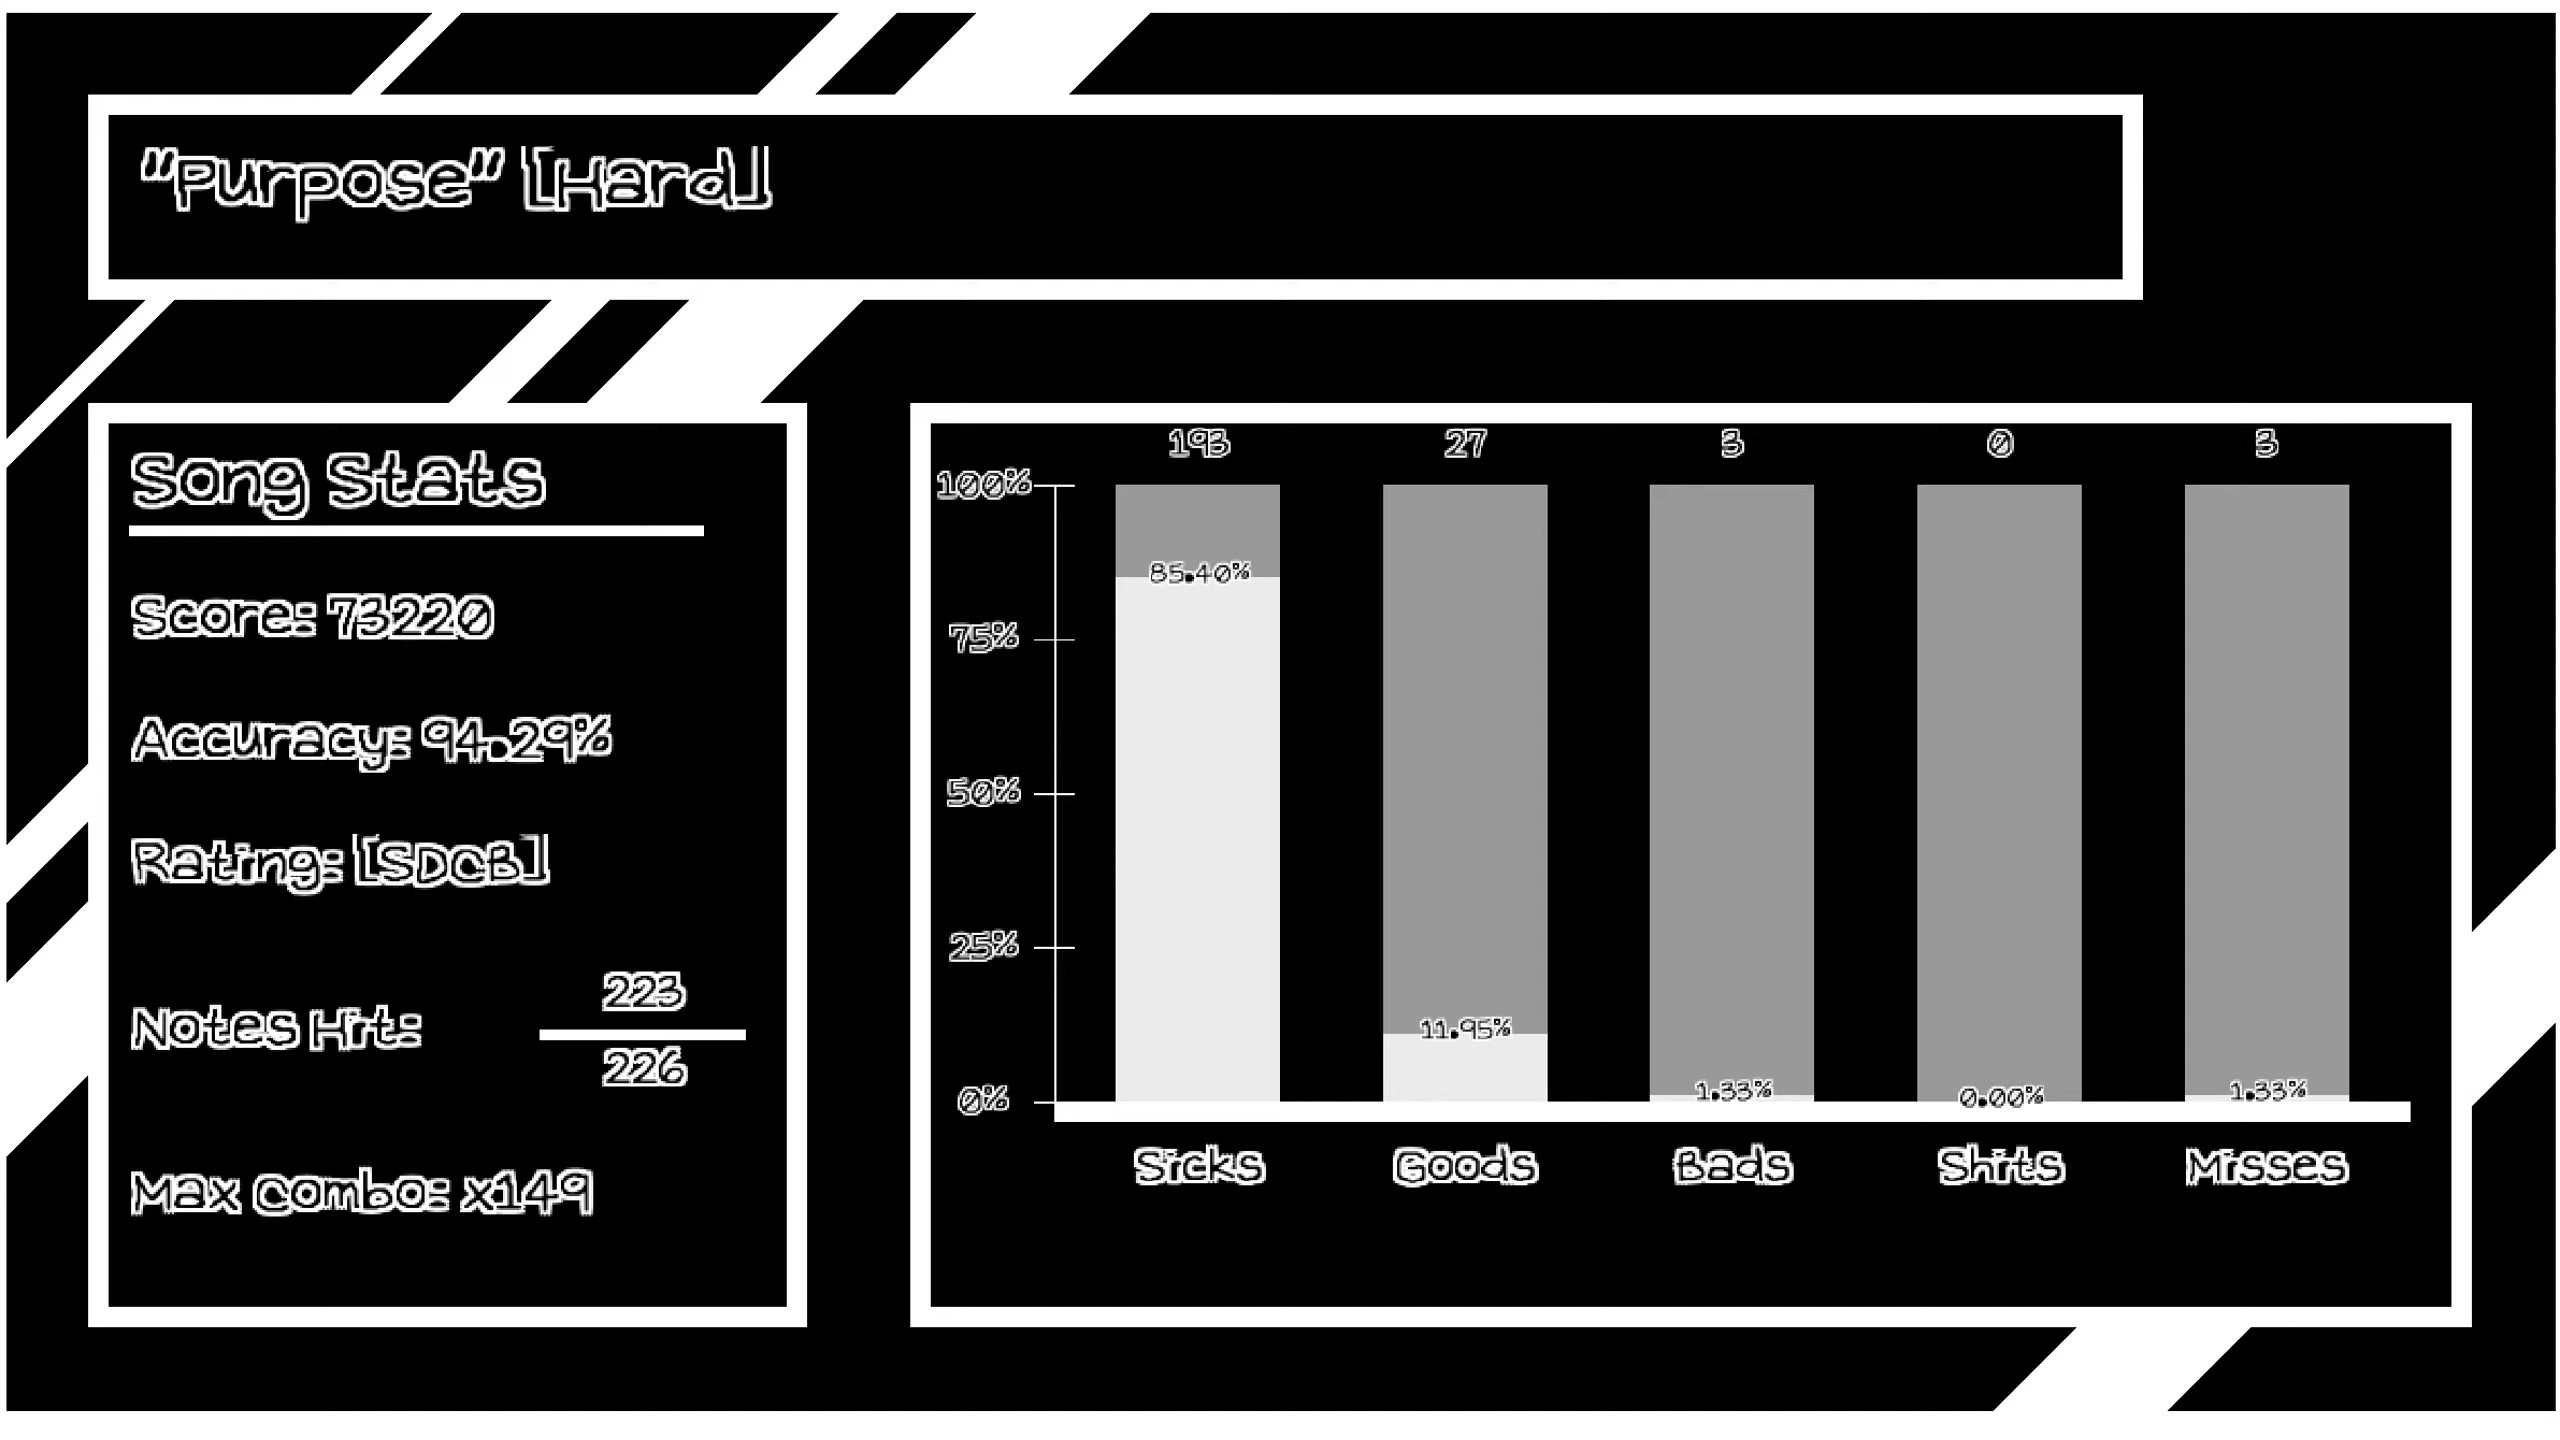 "Purpose" [Hard]
Song Stats
Score: 73220
Accuracy: 94.29%
Rating: [SDCB]
Notes Hit:
223
226
Max Combo: x149
193 27 3 0 3
100%
85.40%
75%
50%
25%
11.95%
1.33% 0.00% 1.33%
0%
Sicks Goods Bads Shits Misses